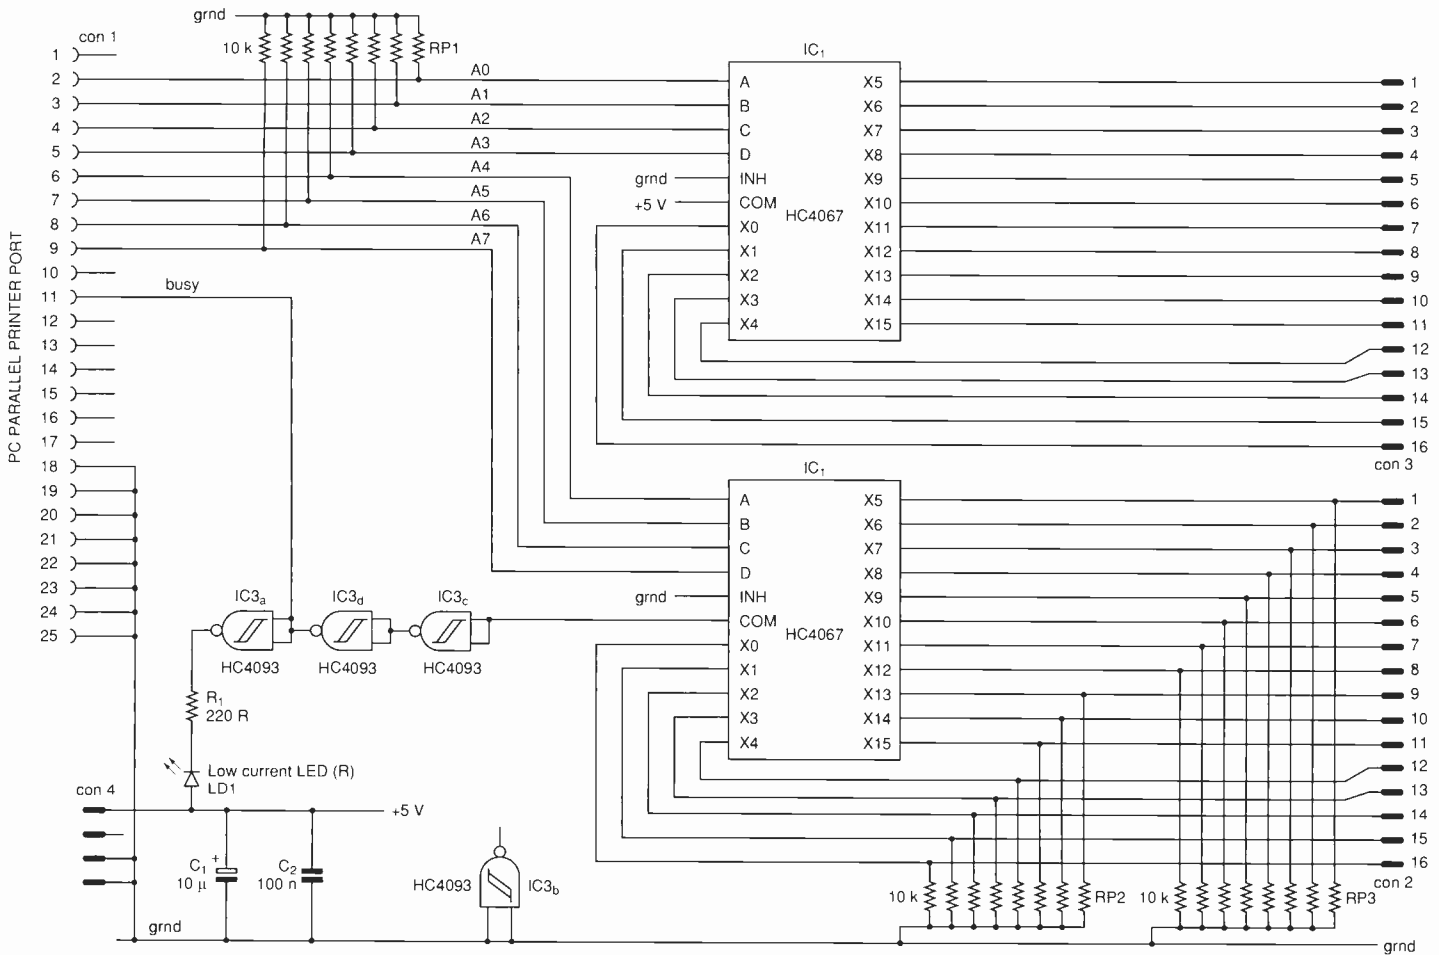 grnd
con 1
10 k
RP1
IC1
1
2
3
4
5
6
7
8
9
10
11
12
13
14
15
16
17
18
19
20
21
22
23
24
25
PC PARALLEL PRINTER PORT
A0
A1
A2
A3
A4
A5
A6
A7
busy
grnd
+5 V
A
B
C
D
INH
COM
X0
X1
X2
X3
X4
HC4067
X5
X6
X7
X8
X9
X10
X11
X12
X13
X14
X15
1
2
3
4
5
6
7
8
9
10
11
12
13
14
15
16
con 3
IC1
A
B
C
D
INH
COM
X0
X1
X2
X3
X4
grnd
HC4067
X5
X6
X7
X8
X9
X10
X11
X12
X13
X14
X15
1
2
3
4
5
6
7
8
9
10
11
12
13
14
15
16
con 2
IC3a
IC3d
IC3c
HC4093
HC4093
HC4093
R1
220 R
Low current LED (R)
LD1
con 4
+5 V
C1
+
10 µ
C2
100 n
HC4093
IC3b
10 k
RP2
10 k
RP3
grnd
grnd